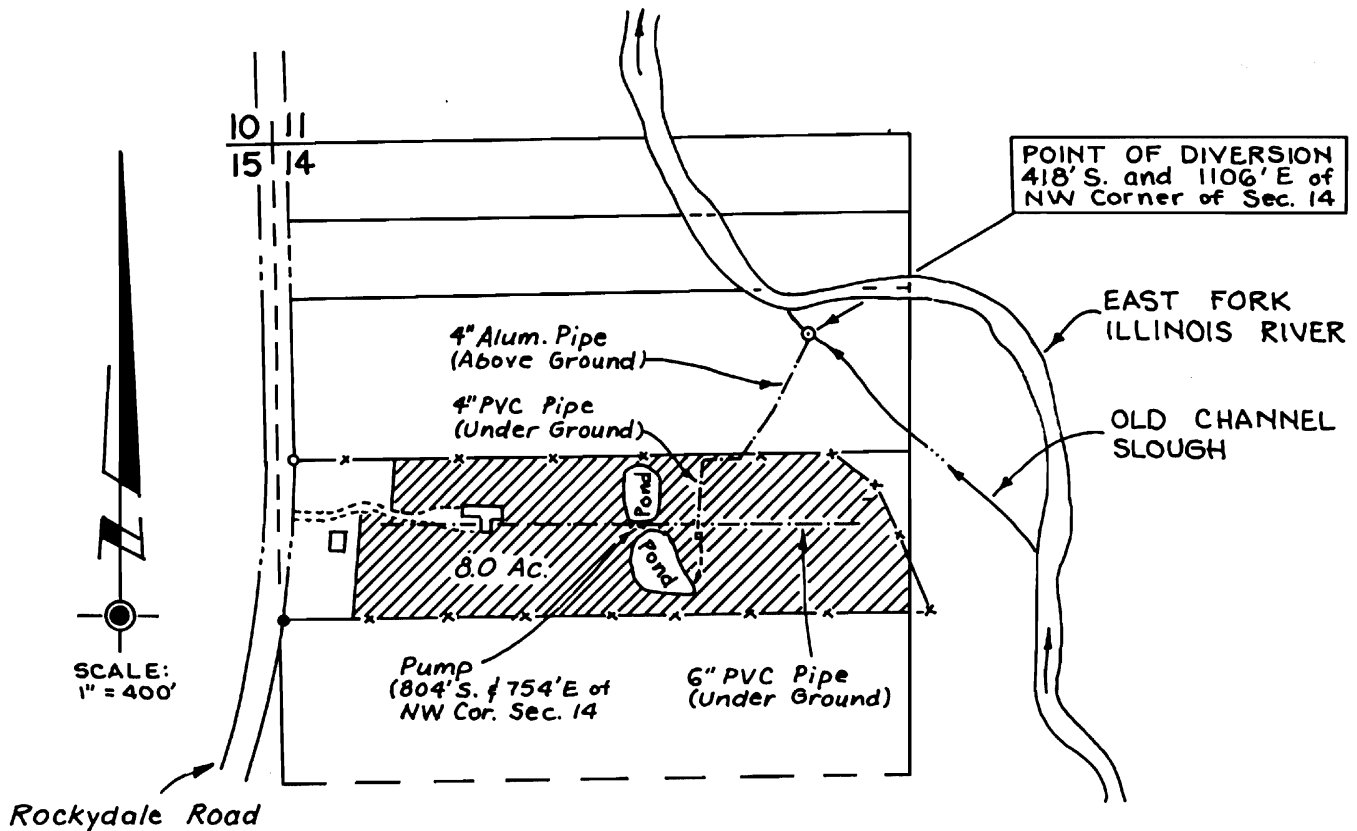 10 11
15 14
POINT OF DIVERSION
418' S. and 1106' E of
NW Corner of Sec. 14
EAST FORK
ILLINOIS RIVER
4" Alum. Pipe
(Above Ground)
4" PVC Pipe
(Under Ground)
OLD CHANNEL
SLOUGH
Pond
Pond
8.0 Ac.
N
SCALE:
1" = 400'
Pump
(804' S. & 754' E of
NW Cor. Sec. 14
6" PVC Pipe
(Under Ground)
Rockydale Road